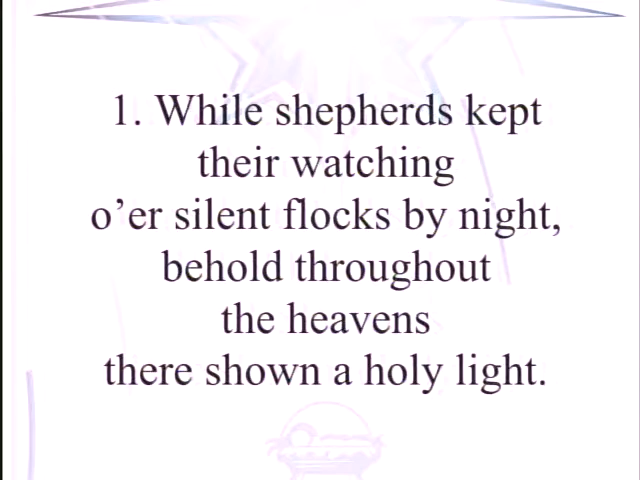 1. While shepherds kept
their watching
o’er silent flocks by night,
behold throughout
the heavens
there shown a holy light.